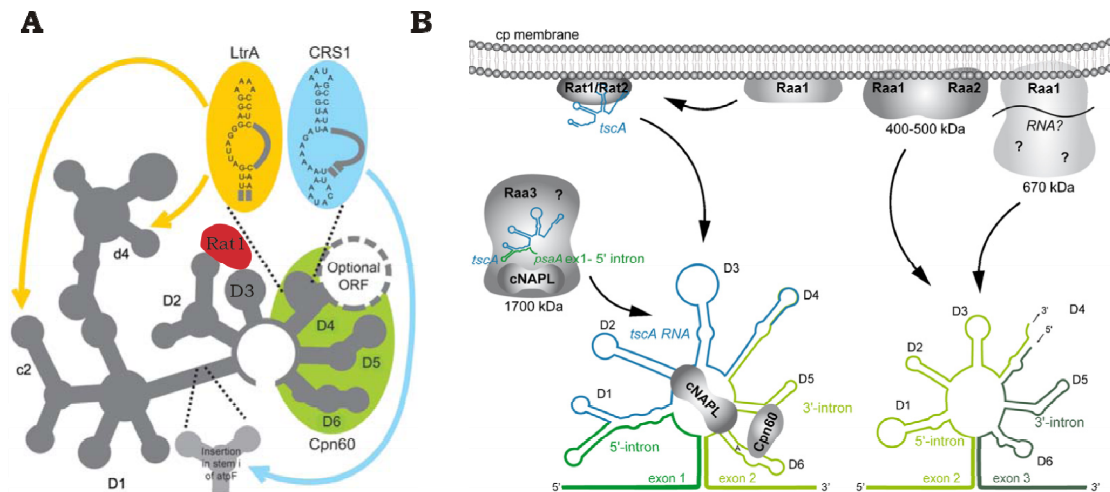 A
LtrA
CRS1
d4
c2
Rat1
D2
D3
Optional
ORF
D4
D5
D6
Cpn60
Insertion
in stem i
of atpF
D1
B
cp membrane
Rat1/Rat2
tscA
Raa1
Raa1 Raa2
400-500 kDa
Raa1
RNA?
? ?
670 kDa
Raa3 ?
tscA
psaA ex1- 5' intron
cNAPL
1700 kDa
D3
D4
D2
tscA RNA
D1
cNAPL
D5
3'-intron
Cpn60
5'-intron
A
D6
exon 1
exon 2
5'
3'
D3
3'
D4
5'
D2
D5
D1
3'-intron
5'-intron
D6
exon 2
exon 3
5'
3'